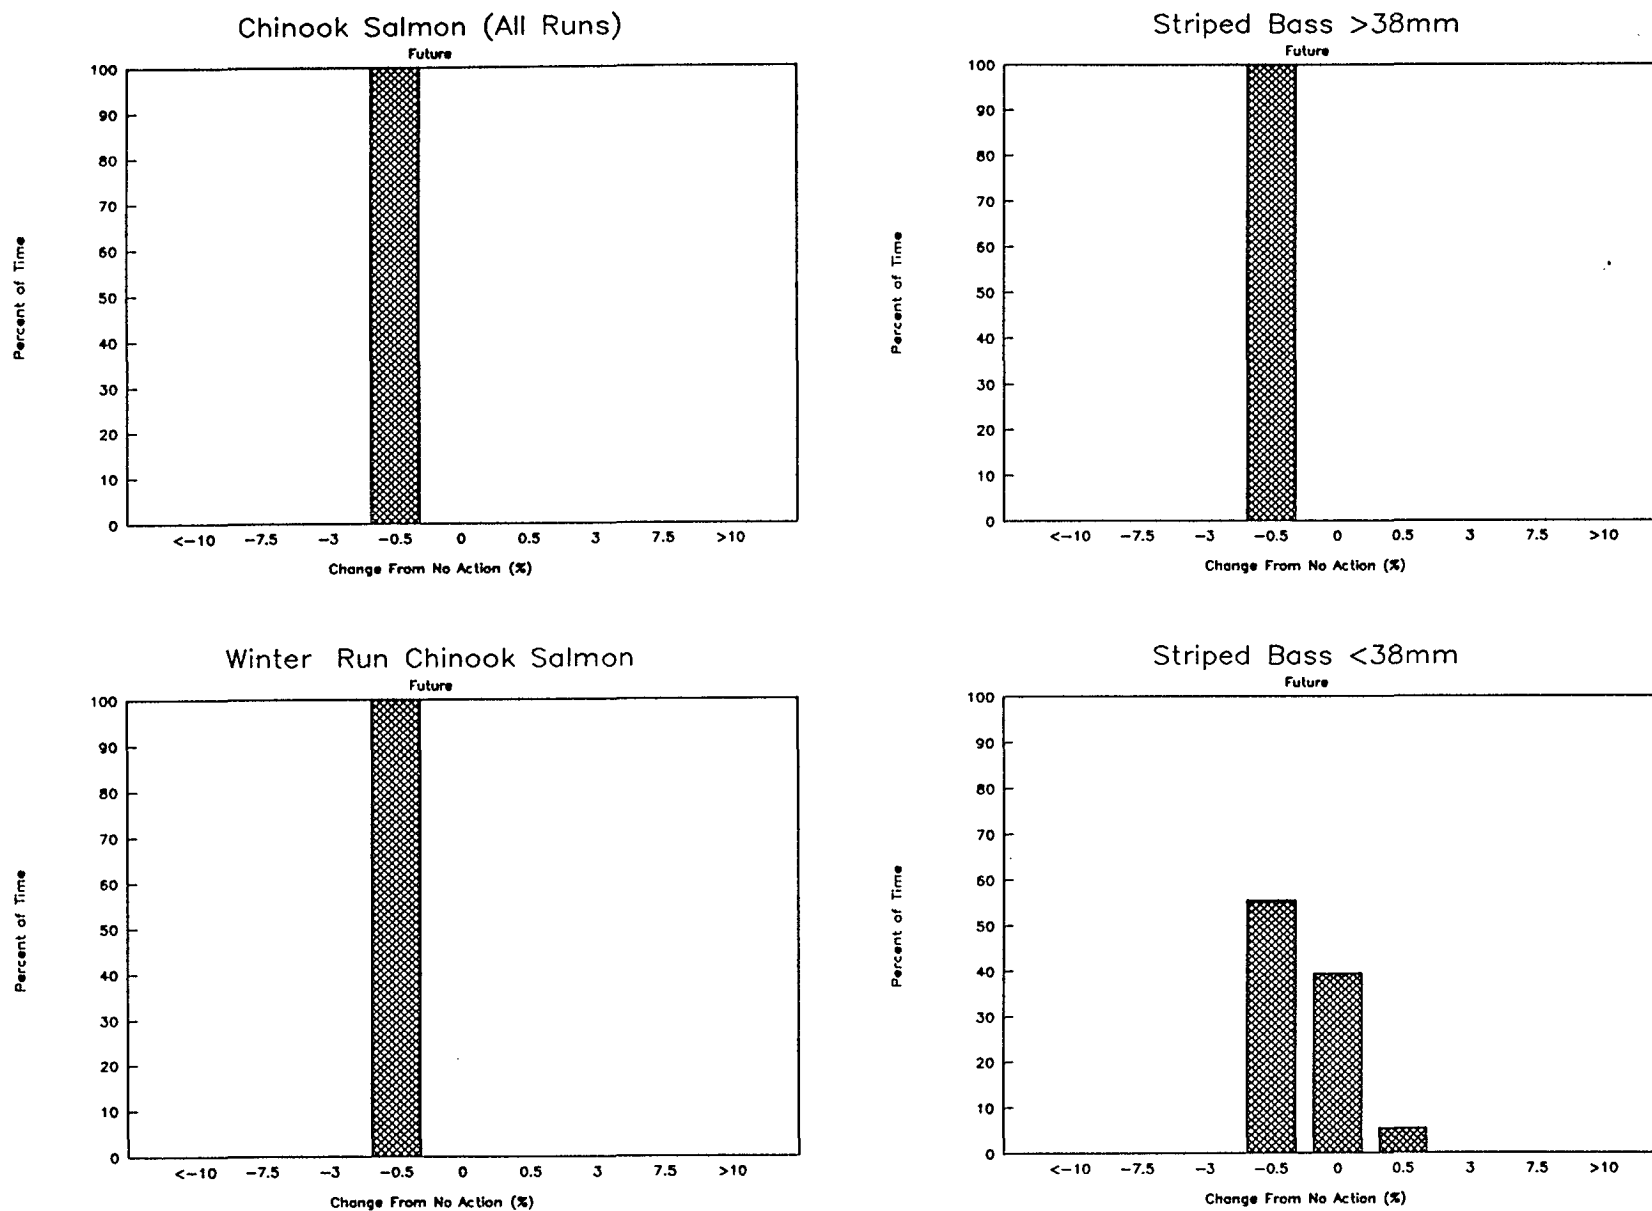 Chinook Salmon (All Runs)
Future
100
90
80
70
60
50
40
30
20
10
0
Percent of Time
<-10 -7.5 -3 -0.5 0 0.5 3 7.5 >10
Change From No Action (%)
Striped Bass >38mm
Future
100
90
80
70
60
50
40
30
20
10
0
Percent of Time
<-10 -7.5 -3 -0.5 0 0.5 3 7.5 >10
Change From No Action (%)
Winter Run Chinook Salmon
Future
100
90
80
70
60
50
40
30
20
10
0
Percent of Time
<-10 -7.5 -3 -0.5 0 0.5 3 7.5 >10
Change From No Action (%)
Striped Bass <38mm
Future
100
90
80
70
60
50
40
30
20
10
0
Percent of Time
<-10 -7.5 -3 -0.5 0 0.5 3 7.5 >10
Change From No Action (%)